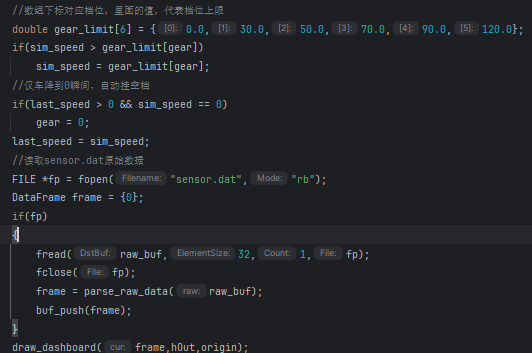 //数组下标对应档位，里面的值，代表档位上限
double gear_limit[6] = {[0]: 0.0,[1]: 30.0,[2]: 50.0,[3]: 70.0,[4]: 90.0,[5]: 120.0};
if(sim_speed > gear_limit[gear])
    sim_speed = gear_limit[gear];
//仅车降到0瞬间，自动挂空档
if(last_speed > 0 && sim_speed == 0)
    gear = 0;
last_speed = sim_speed;
//读取sensor.dat原始数据
FILE *fp = fopen(Filename: "sensor.dat",Mode: "rb");
DataFrame frame = {0};
if(fp)
{
    fread(DstBuf: raw_buf,ElementSize: 32,Count: 1,File: fp);
    fclose(File: fp);
    frame = parse_raw_data(raw: raw_buf);
    buf_push(frame);
}
draw_dashboard(cur: frame,hOut,origin);